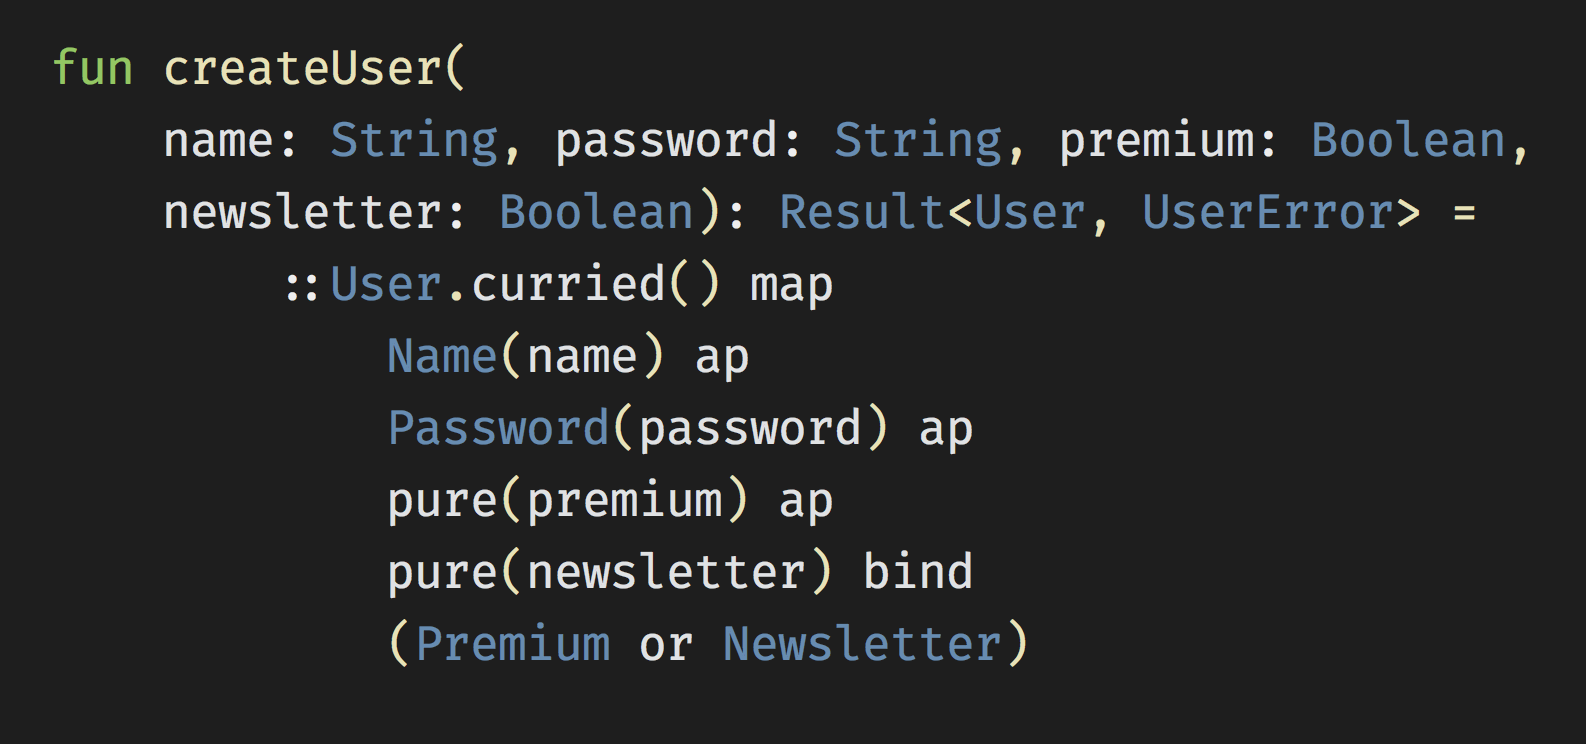 fun createUser(
name: String, password: String, premium: Boolean,
newsletter: Boolean): Result<User, UserError> =
::User.curried() map
Name(name) ap
Password(password) ap
pure(premium) ap
pure(newsletter) bind
(Premium or Newsletter)